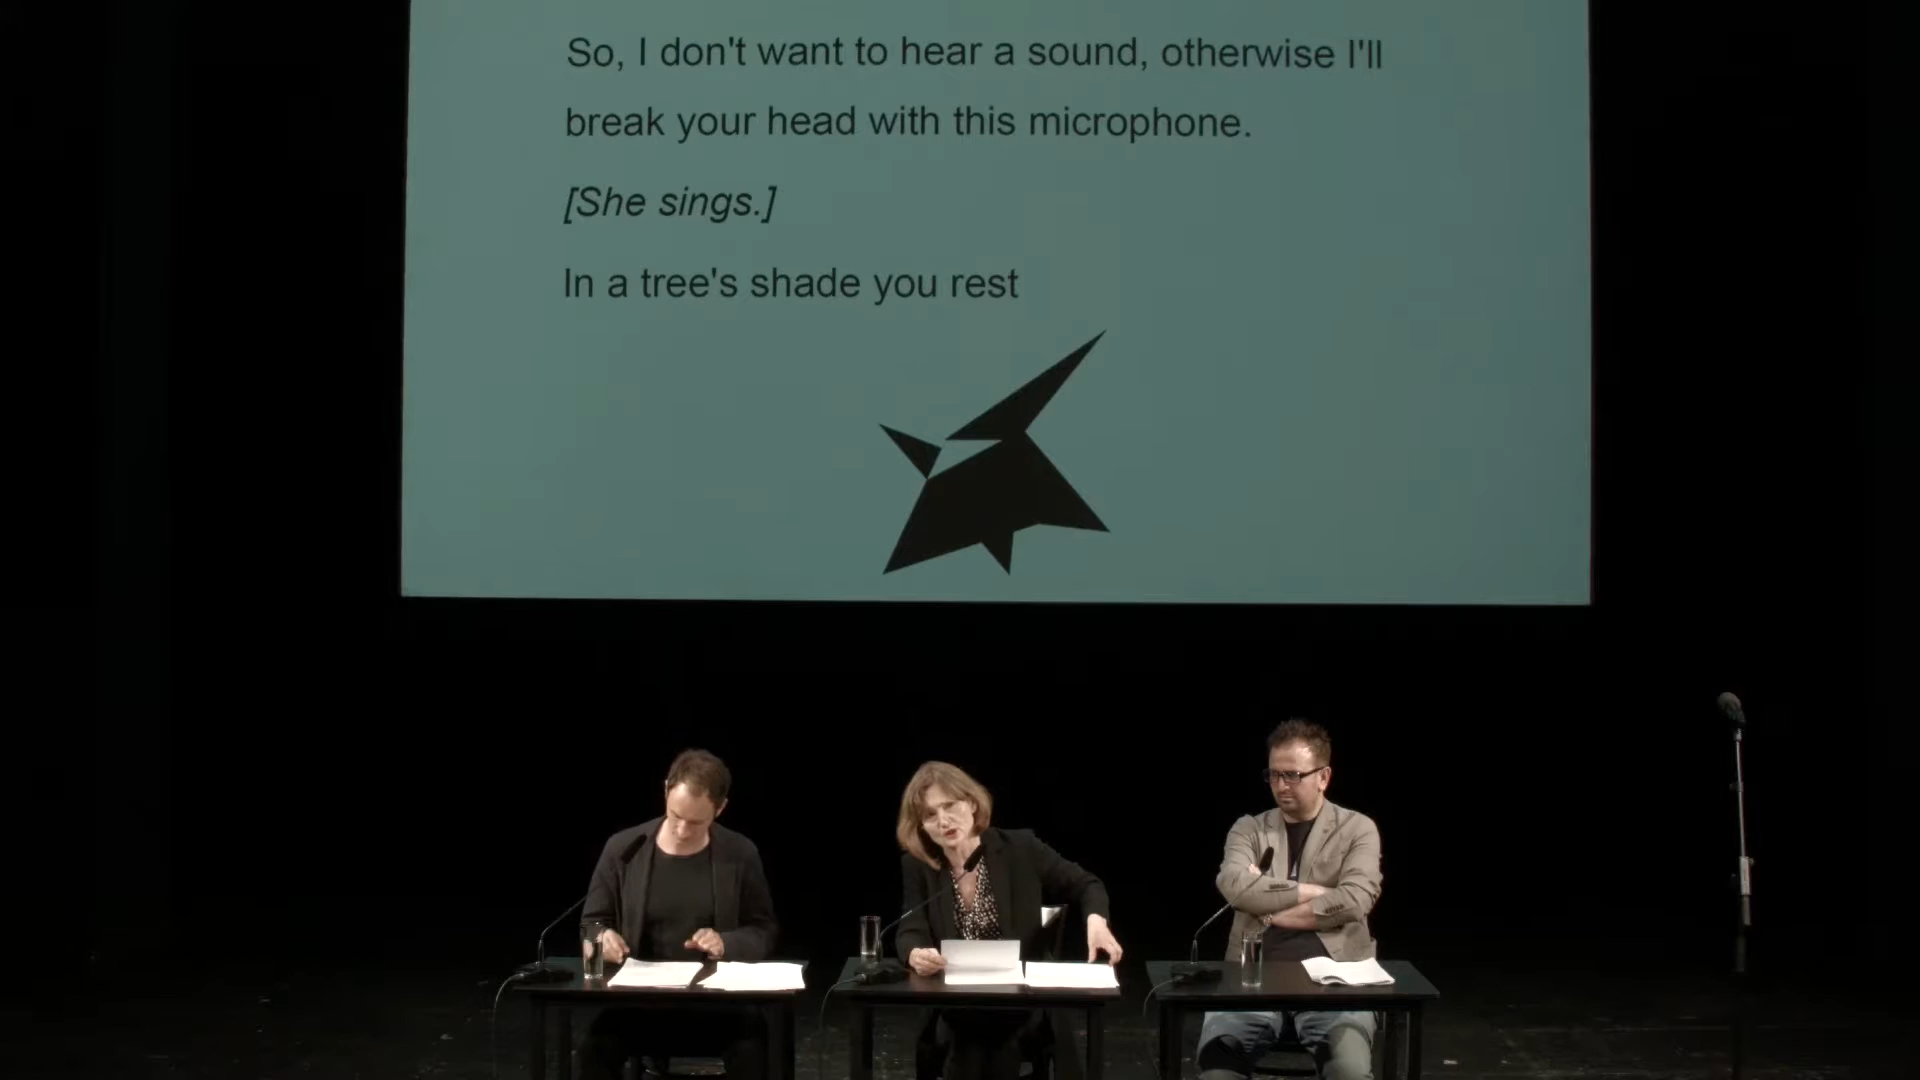 So, I don't want to hear a sound, otherwise I'll
break your head with this microphone.
[She sings.]
In a tree's shade you rest